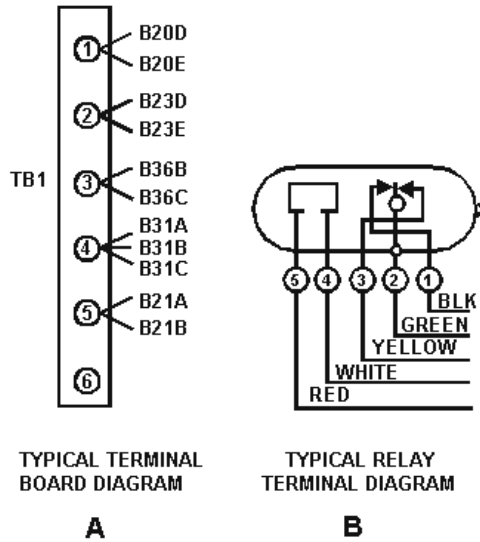 TB1
1
B20D
B20E
2
B23D
B23E
3
B36B
B36C
4
B31A
B31B
B31C
5
B21A
B21B
6
TYPICAL TERMINAL
BOARD DIAGRAM
A
5 4 3 2 1
BLK
GREEN
YELLOW
WHITE
RED
TYPICAL RELAY
TERMINAL DIAGRAM
B